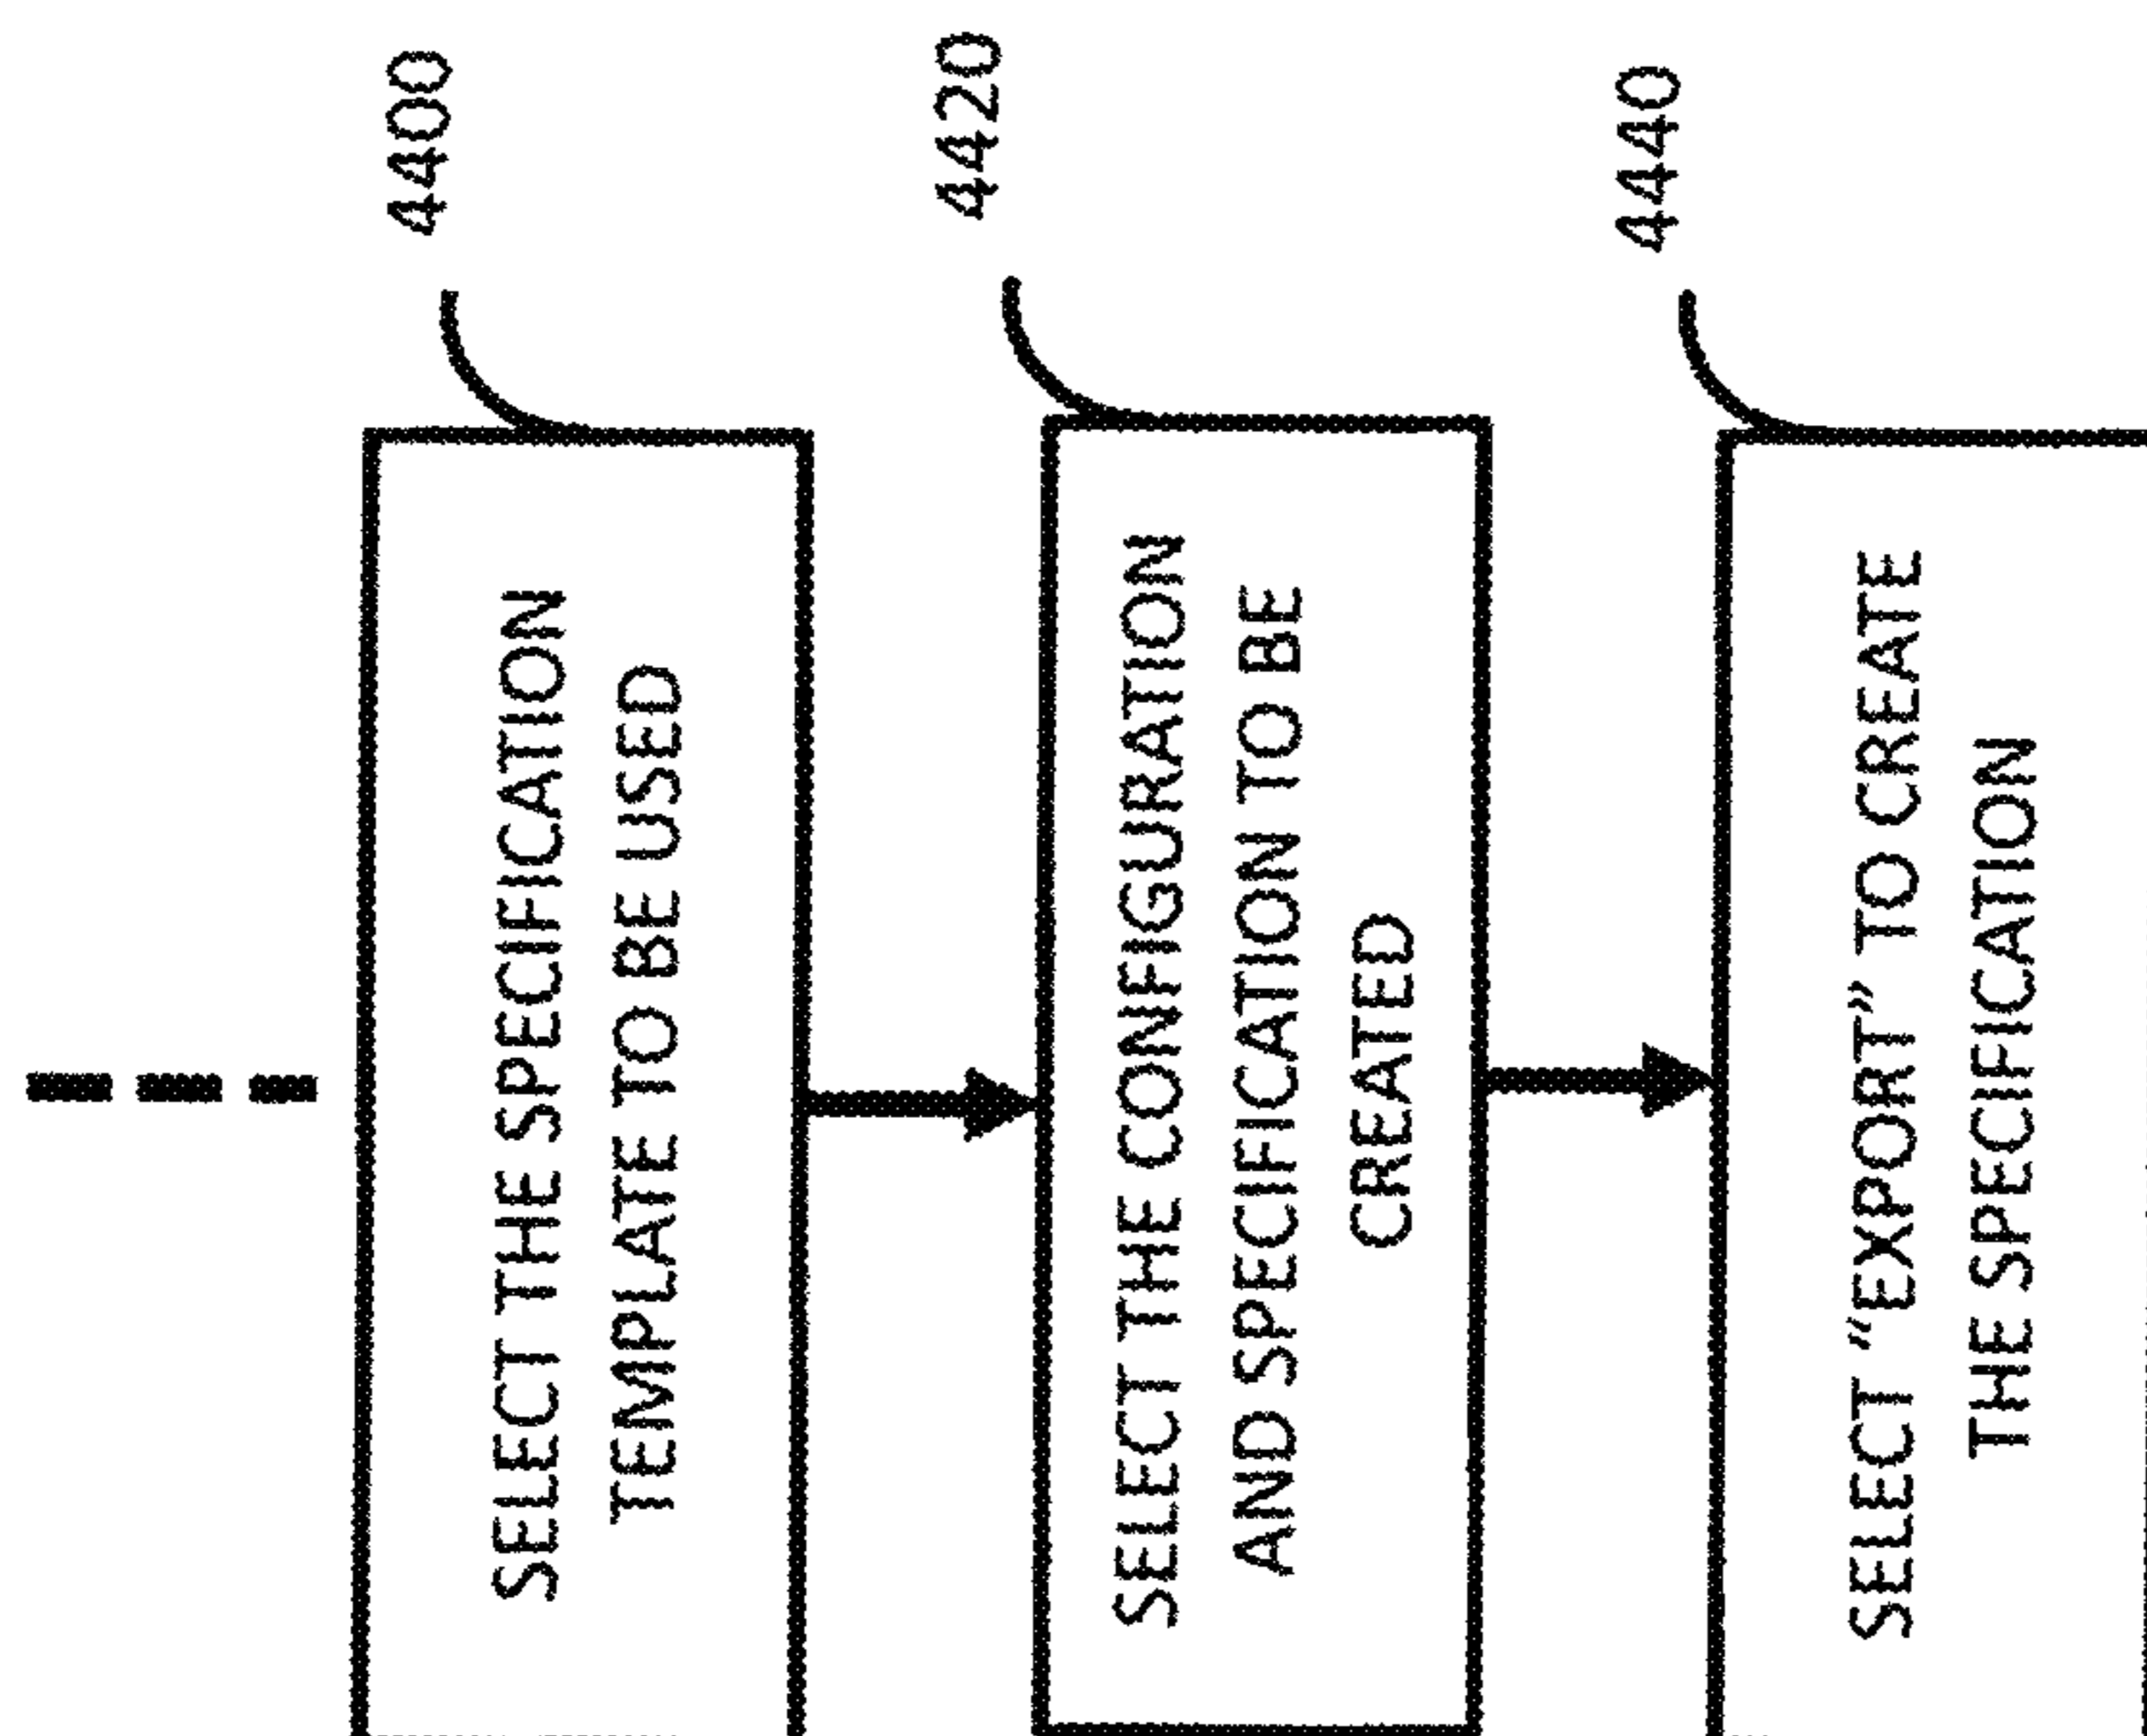 4400
SELECT THE SPECIFICATION
TEMPLATE TO BE USED
4420
SELECT THE CONFIGURATION
AND SPECIFICATION TO BE
CREATED
4440
SELECT “EXPORT” TO CREATE
THE SPECIFICATION